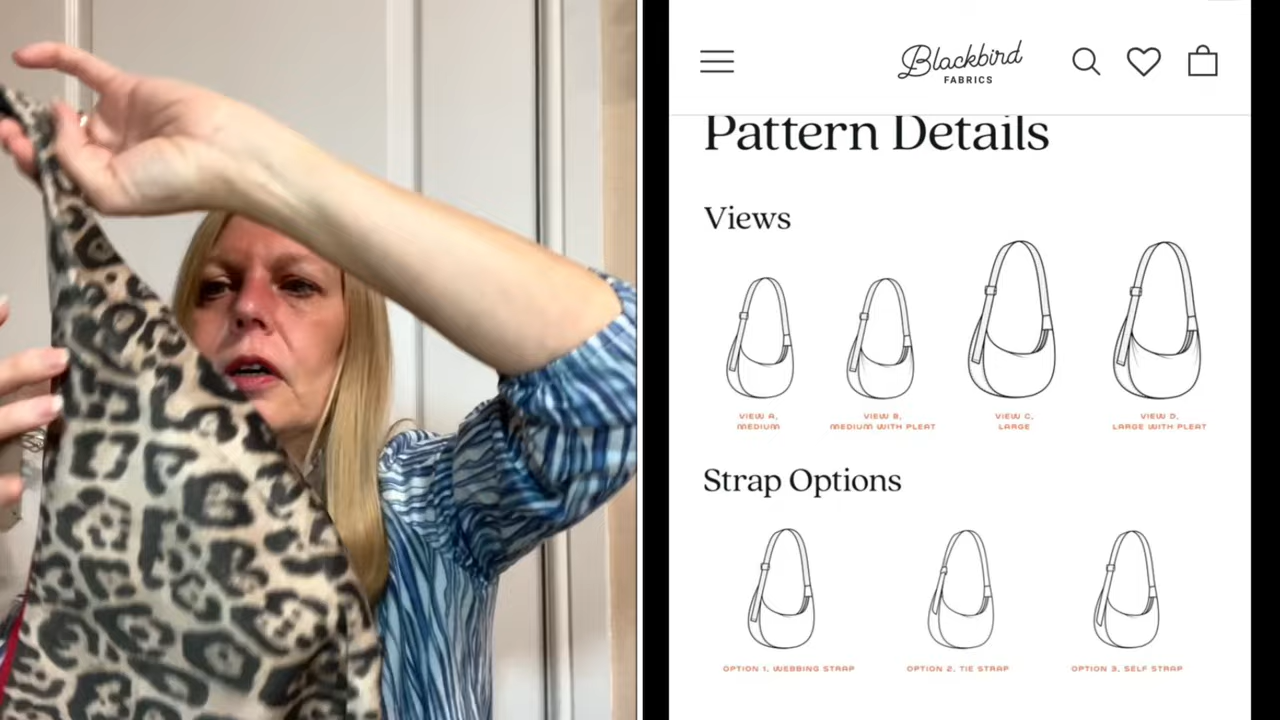 Blackbird
FABRICS
Pattern Details
Views
VIEW A,
MEDIUM
VIEW B,
MEDIUM WITH PLEAT
VIEW C,
LARGE
VIEW D,
LARGE WITH PLEAT
Strap Options
OPTION 1, WEBBING STRAP
OPTION 2, TIE STRAP
OPTION 3, SELF STRAP